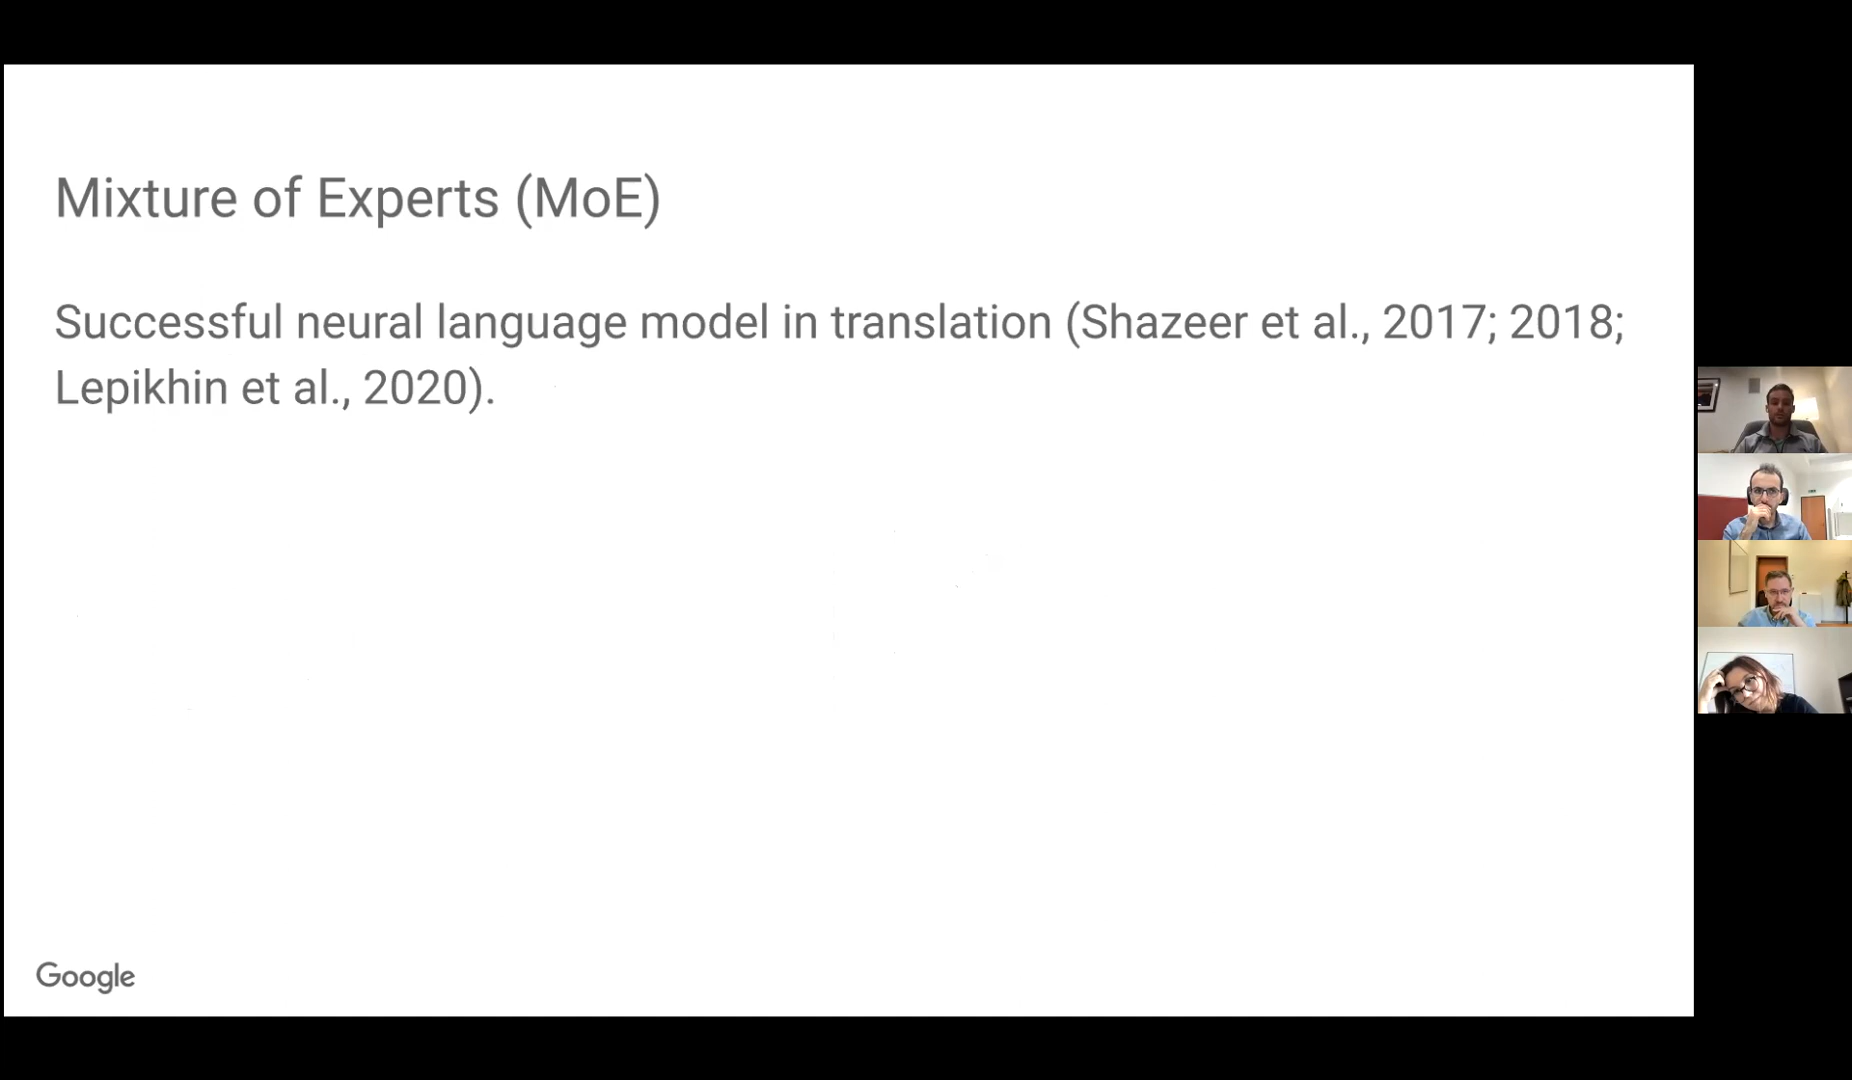 Mixture of Experts (MoE)
Successful neural language model in translation (Shazeer et al., 2017; 2018;
Lepikhin et al., 2020).
Google